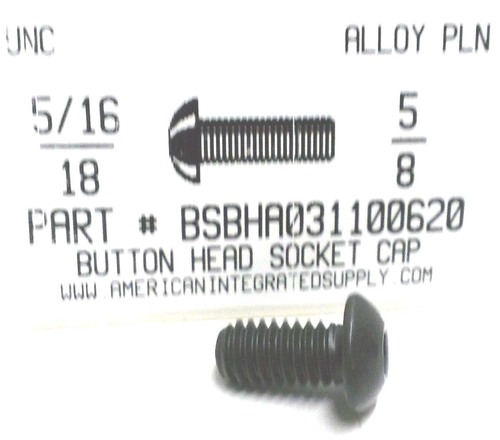 UNC ALLOY PLN
5/16 5
18 8
PART # BSBHA031100620
BUTTON HEAD SOCKET CAP
WWW.AMERICANINTEGRATEDSUPPLY.COM